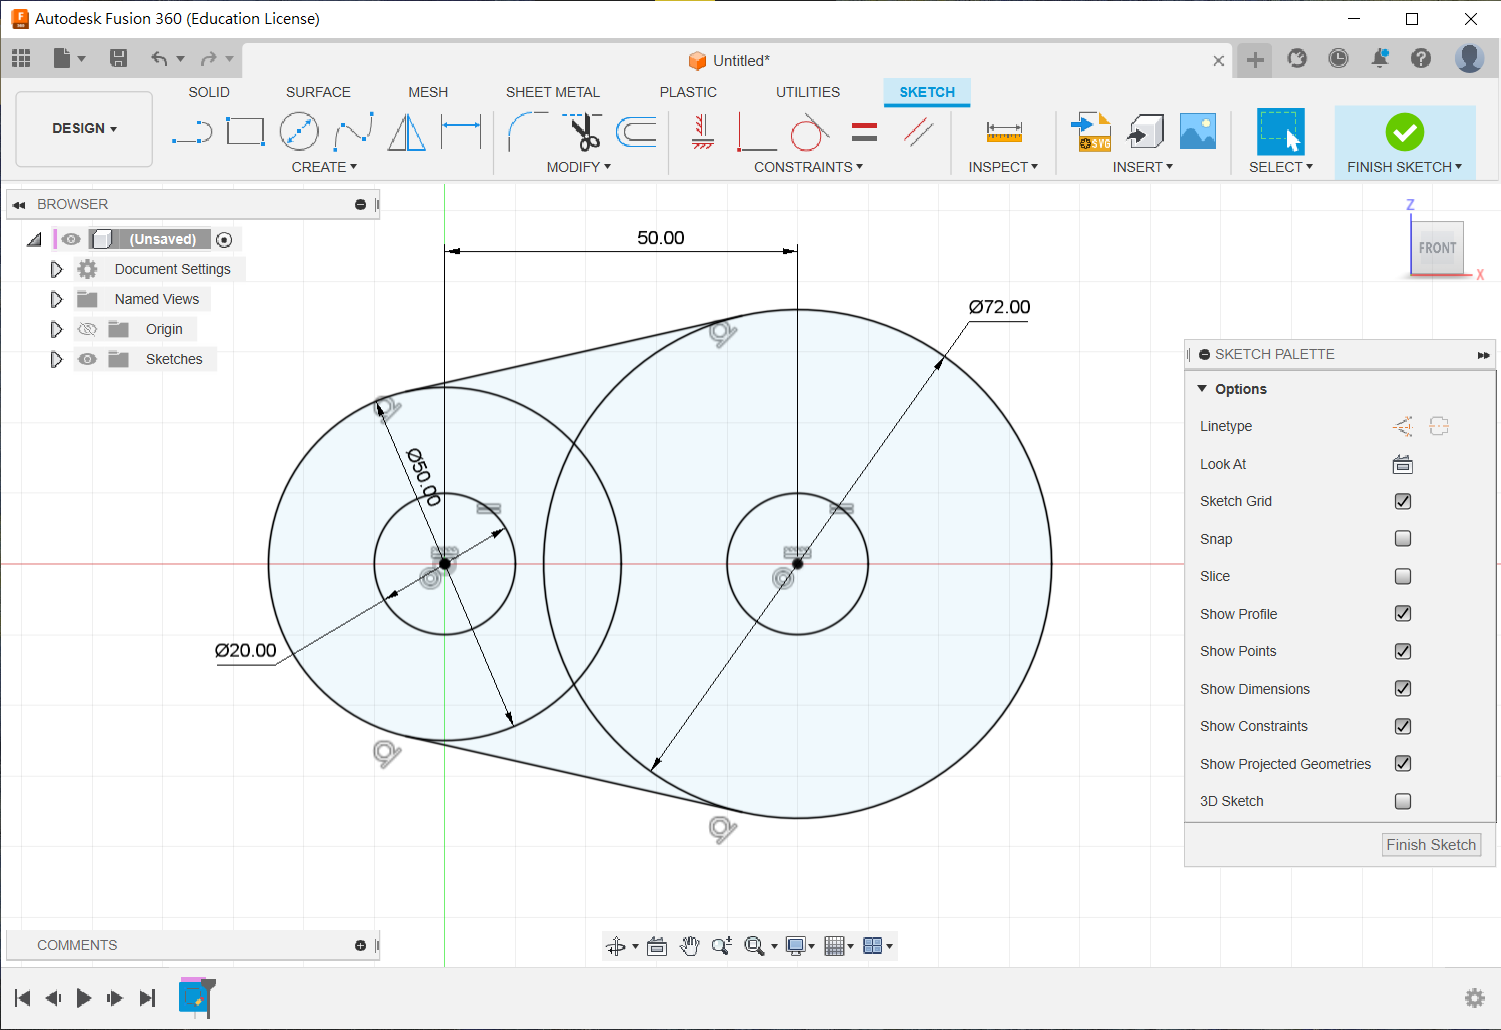 Autodesk Fusion 360 (Education License)
Untitled*
SOLID SURFACE MESH SHEET METAL PLASTIC UTILITIES SKETCH
DESIGN
CREATE MODIFY CONSTRAINTS INSPECT INSERT SELECT FINISH SKETCH
SVG
BROWSER
(Unsaved)
Document Settings
Named Views
Origin
Sketches
50.00
Ø72.00
Ø50.00
Ø20.00
Z
FRONT
X
SKETCH PALETTE
Options
Linetype
Look At
Sketch Grid
Snap
Slice
Show Profile
Show Points
Show Dimensions
Show Constraints
Show Projected Geometries
3D Sketch
Finish Sketch
COMMENTS